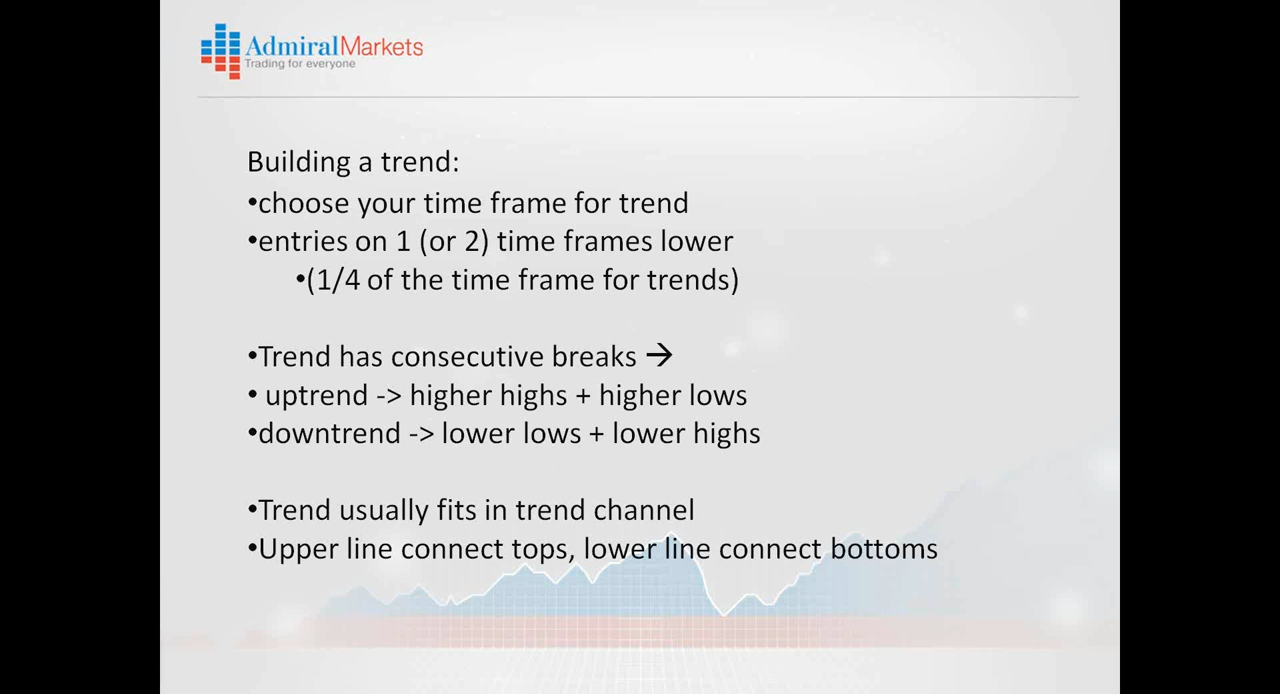 AdmiralMarkets
Trading for everyone
Building a trend:
•choose your time frame for trend
•entries on 1 (or 2) time frames lower
•(1/4 of the time frame for trends)
•Trend has consecutive breaks →
• uptrend -> higher highs + higher lows
•downtrend -> lower lows + lower highs
•Trend usually fits in trend channel
•Upper line connect tops, lower line connect bottoms